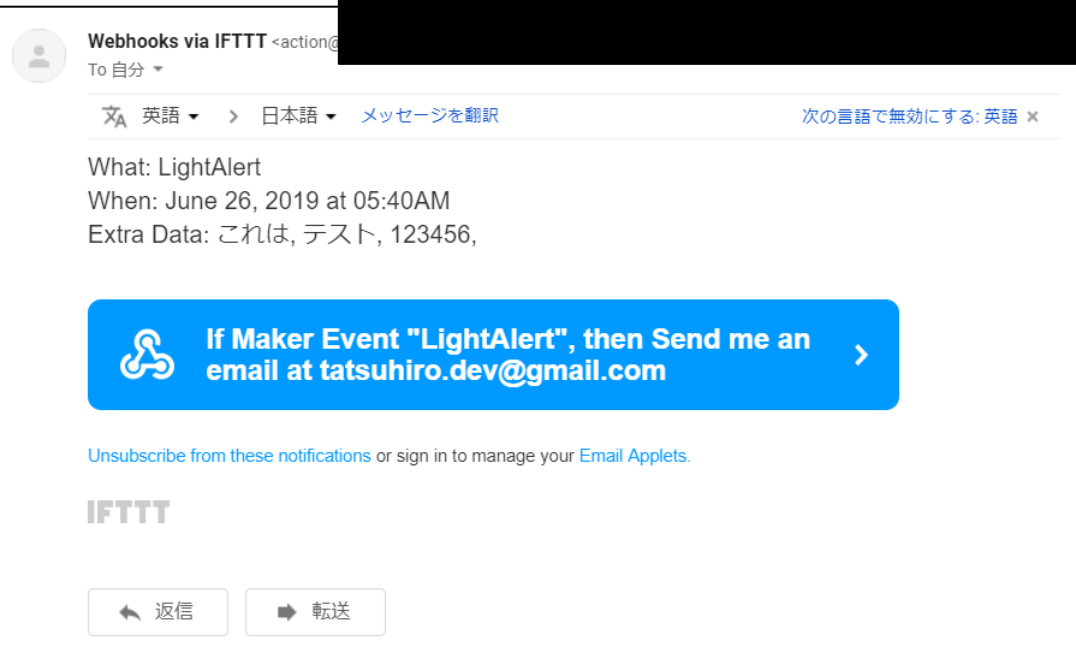 Webhooks via IFTTT <action@
To 自分
英語 > 日本語 メッセージを翻訳 次の言語で無効にする: 英語 ×
What: LightAlert
When: June 26, 2019 at 05:40AM
Extra Data: これは, テスト, 123456,
If Maker Event "LightAlert", then Send me an
email at tatsuhiro.dev@gmail.com
Unsubscribe from these notifications or sign in to manage your Email Applets.
IFTTT
返信 転送